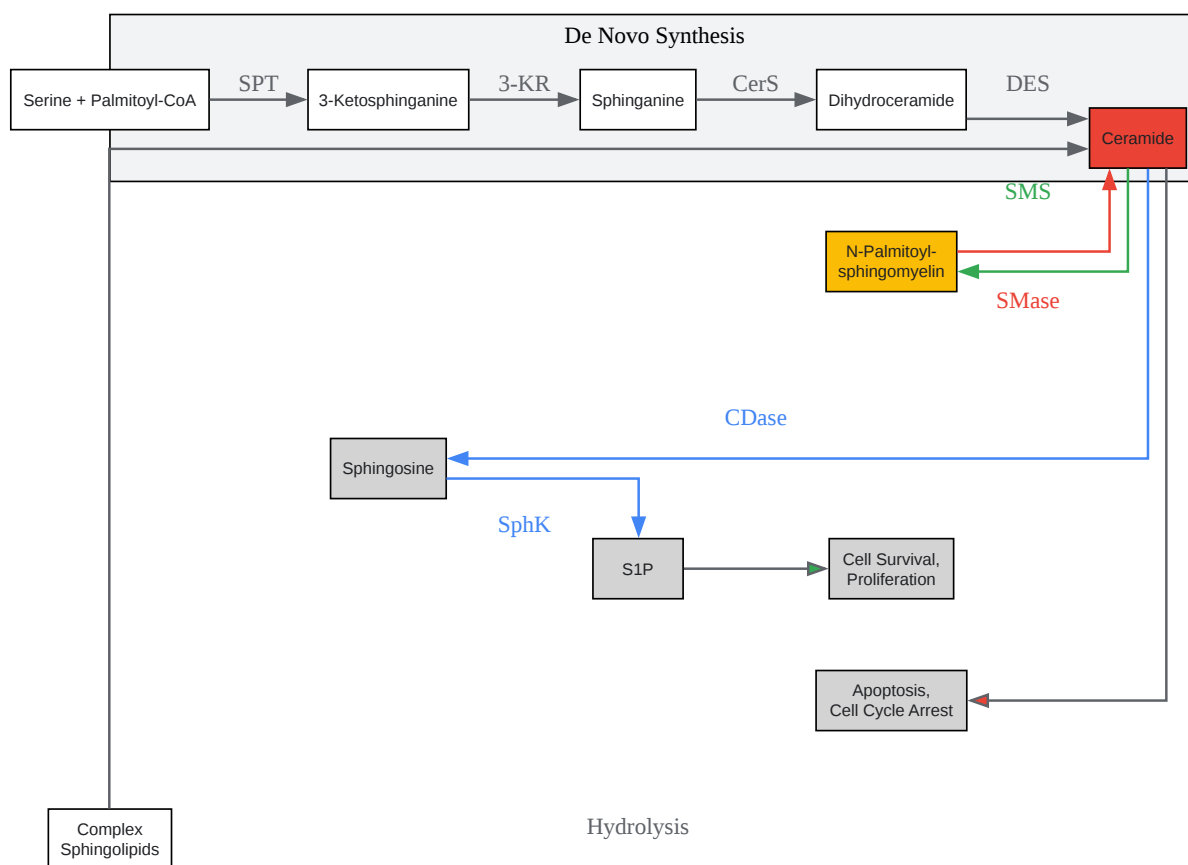 De Novo Synthesis
SPT
3-KR
CerS
DES
Serine + Palmitoyl-CoA
3-Ketosphinganine
Sphinganine
Dihydroceramide
Ceramide
SMS
N-Palmitoyl-
sphingomyelin
SMase
CDase
Sphingosine
SphK
S1P
Cell Survival,
Proliferation
Apoptosis,
Cell Cycle Arrest
Complex
Sphingolipids
Hydrolysis